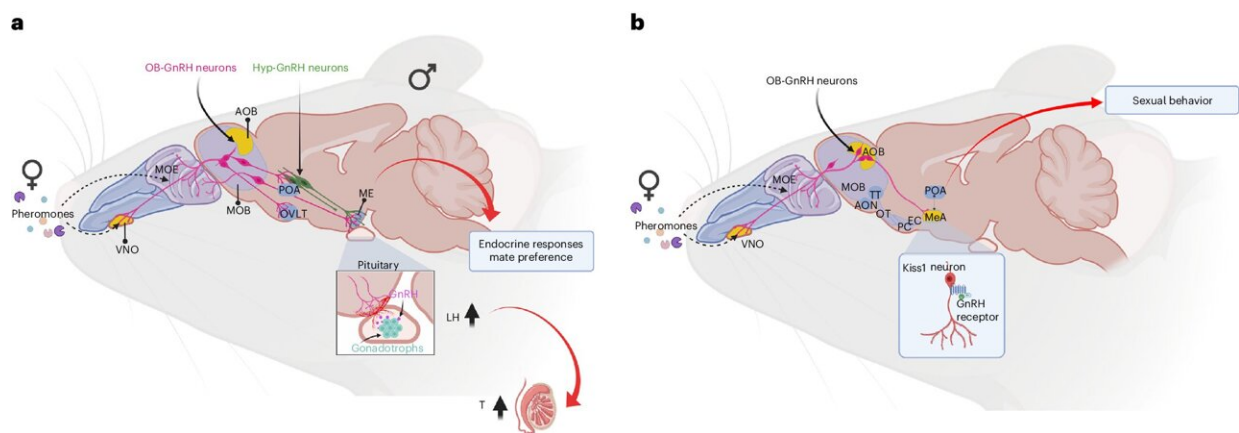 a
OB-GnRH neurons
Hyp-GnRH neurons
♂
AOB
MOE
♀
Pheromones
POA
ME
MOB
OVLT
VNO
Endocrine responses
mate preference
Pituitary
GnRH
Gonadotrophs
LH
T
b
OB-GnRH neurons
Sexual behavior
AOB
MOE
♀
Pheromones
MOB
TT
POA
AON
OT
EC
MeA
PC
VNO
Kiss1 neuron
GnRH
receptor